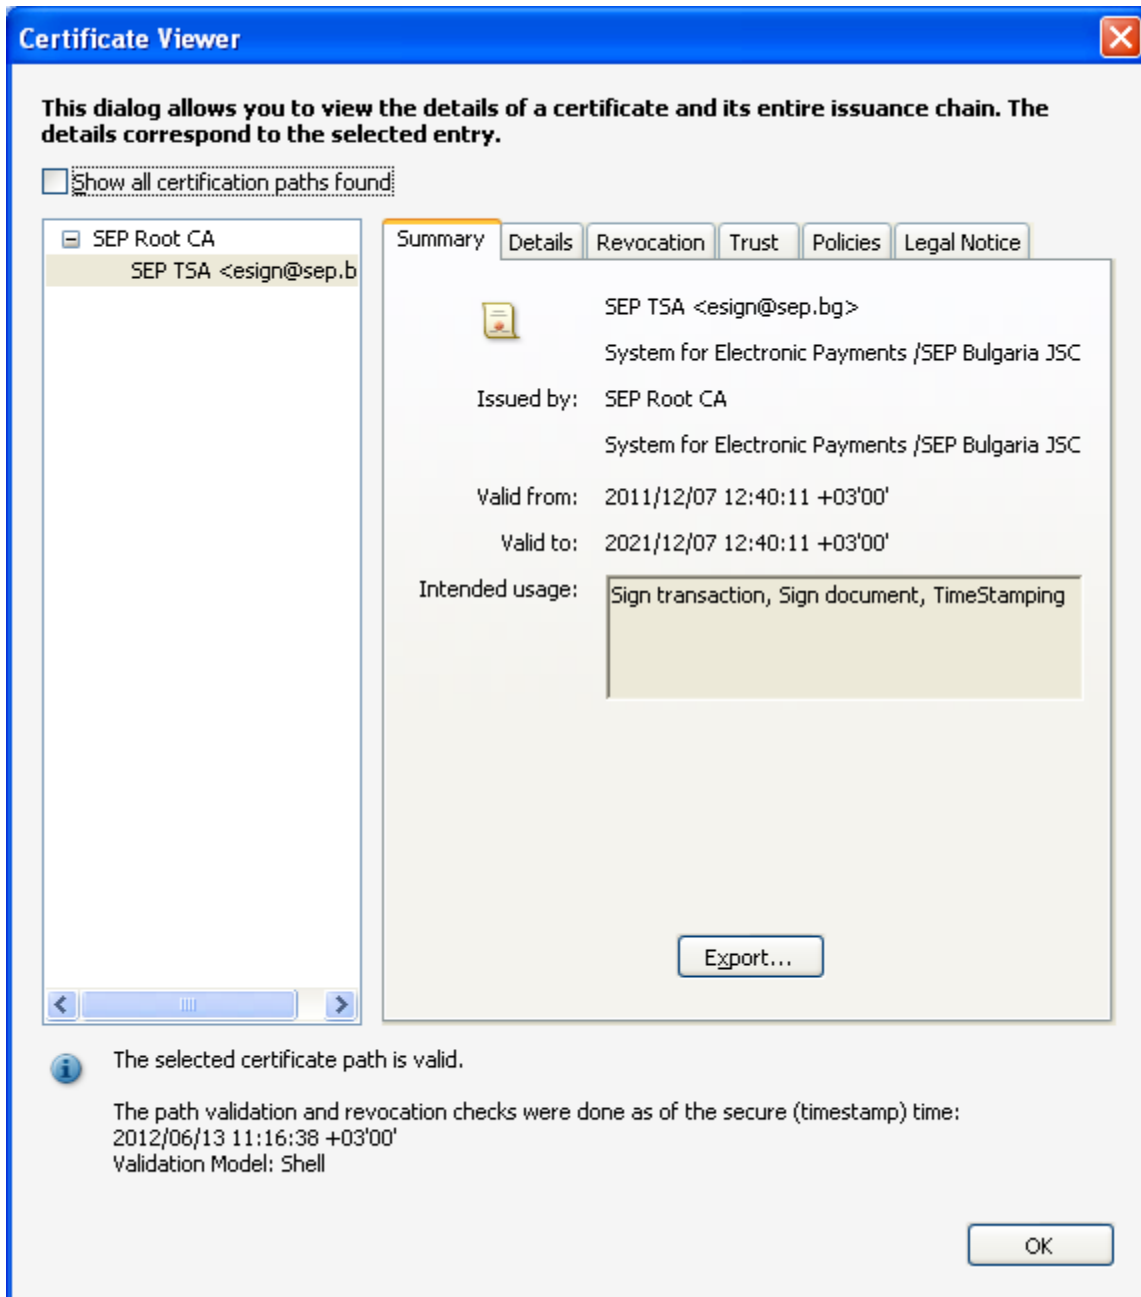 Certificate Viewer
This dialog allows you to view the details of a certificate and its entire issuance chain. The
details correspond to the selected entry.
Show all certification paths found
SEP Root CA
SEP TSA <esign@sep.b
Summary Details Revocation Trust Policies Legal Notice
SEP TSA <esign@sep.bg>
System for Electronic Payments /SEP Bulgaria JSC
Issued by: SEP Root CA
System for Electronic Payments /SEP Bulgaria JSC
Valid from: 2011/12/07 12:40:11 +03'00'
Valid to: 2021/12/07 12:40:11 +03'00'
Intended usage: Sign transaction, Sign document, TimeStamping
Export...
The selected certificate path is valid.
The path validation and revocation checks were done as of the secure (timestamp) time:
2012/06/13 11:16:38 +03'00'
Validation Model: Shell
OK